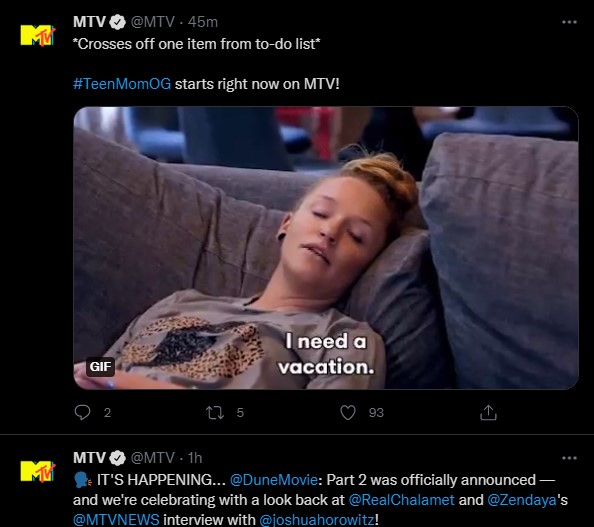 MTV @MTV · 45m
*Crosses off one item from to-do list*
#TeenMomOG starts right now on MTV!
I need a
vacation.
GIF
2 5 93
MTV @MTV · 1h
🗣 IT'S HAPPENING... @DuneMovie: Part 2 was officially announced —
and we're celebrating with a look back at @RealChalamet and @Zendaya's
@MTVNEWS interview with @joshuahorowitz!